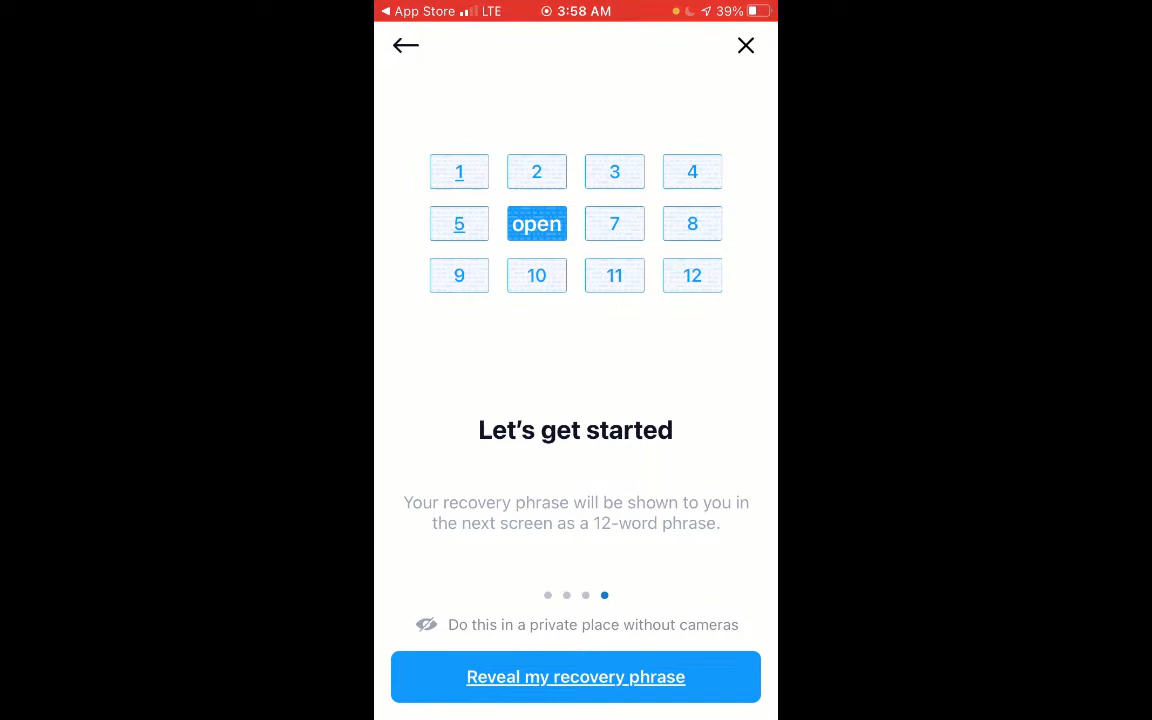 App Store LTE 3:58 AM 39%
1 2 3 4
5 open 7 8
9 10 11 12
Let's get started
Your recovery phrase will be shown to you in
the next screen as a 12-word phrase.
Do this in a private place without cameras
Reveal my recovery phrase